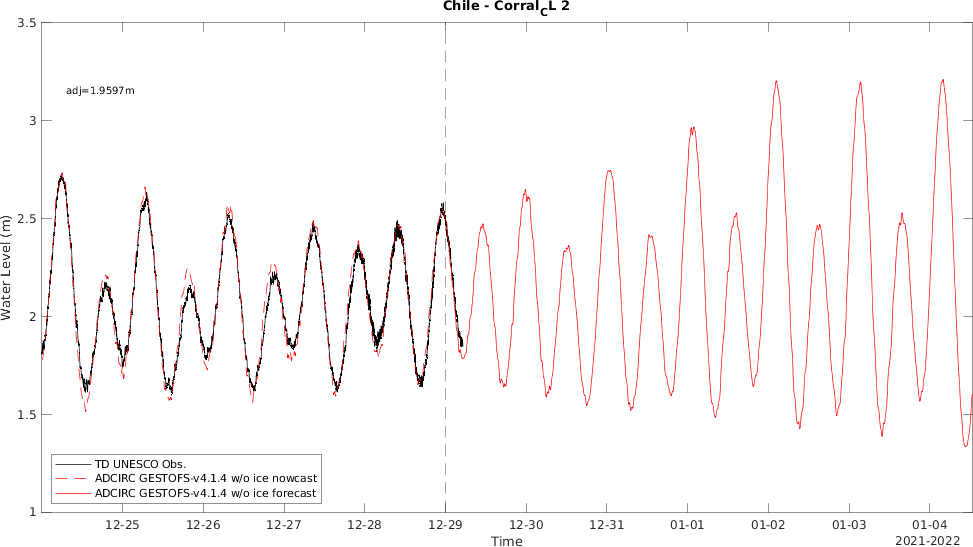 Chile - Corral_CL 2
adj=1.9597m
Water Level (m)
3.5
3
2.5
2
1.5
1
TD UNESCO Obs.
ADCIRC GESTOFS-v4.1.4 w/o ice nowcast
ADCIRC GESTOFS-v4.1.4 w/o ice forecast
12-25 12-26 12-27 12-28 12-29 12-30 12-31 01-01 01-02 01-03 01-04
Time
2021-2022